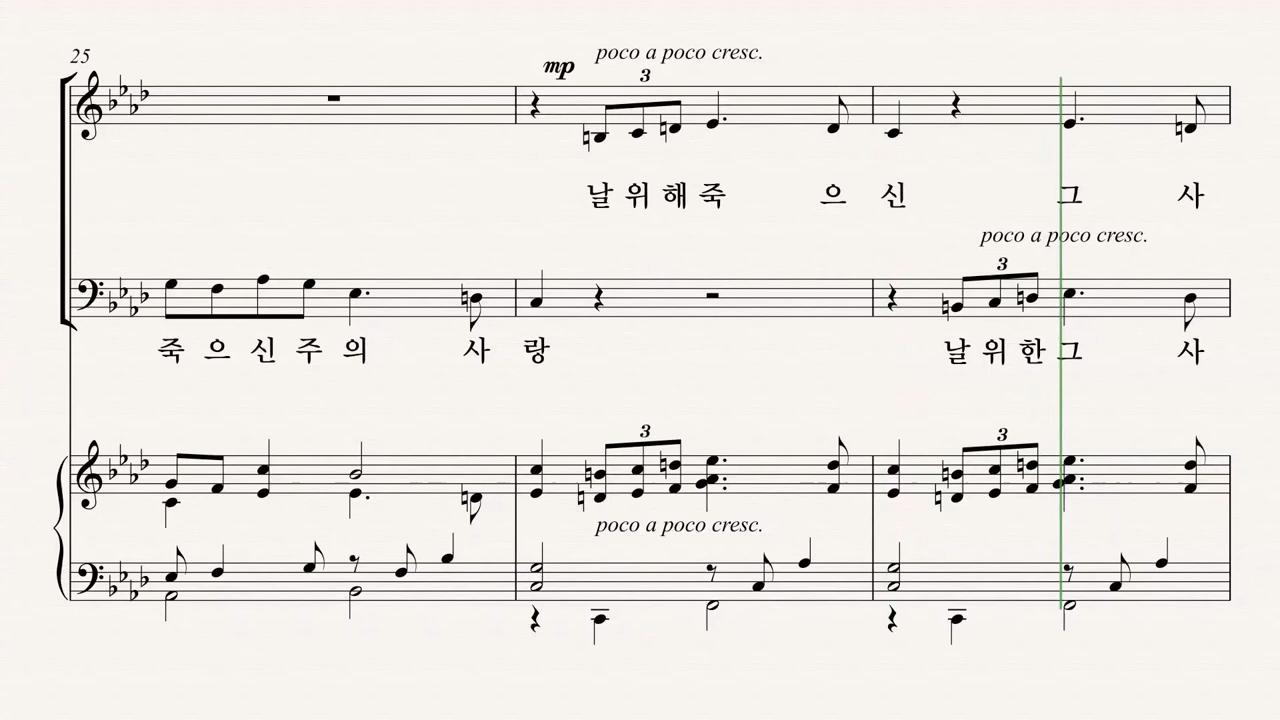 25
mp poco a poco cresc.
3
날 위 해 죽 으 신 그 사
poco a poco cresc.
3
죽 으 신 주 의 사 랑 날 위 한 그 사
3 3
poco a poco cresc.